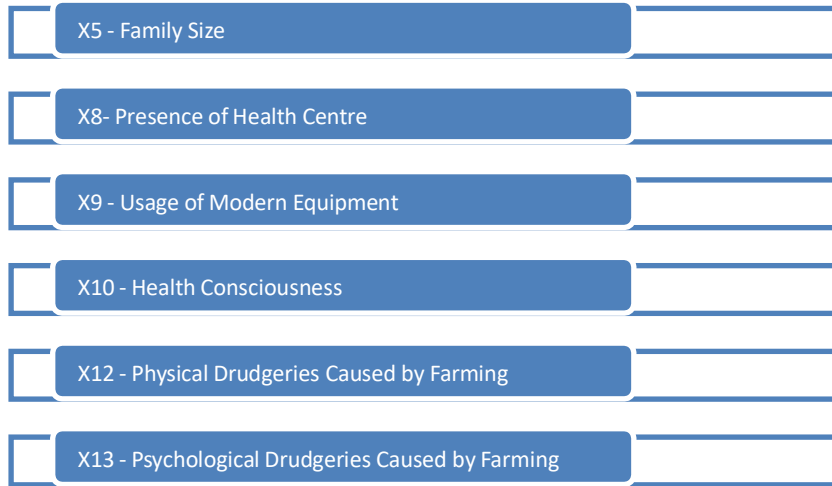 X5 - Family Size
X8- Presence of Health Centre
X9 - Usage of Modern Equipment
X10 - Health Consciousness
X12 - Physical Drudgeries Caused by Farming
X13 - Psychological Drudgeries Caused by Farming